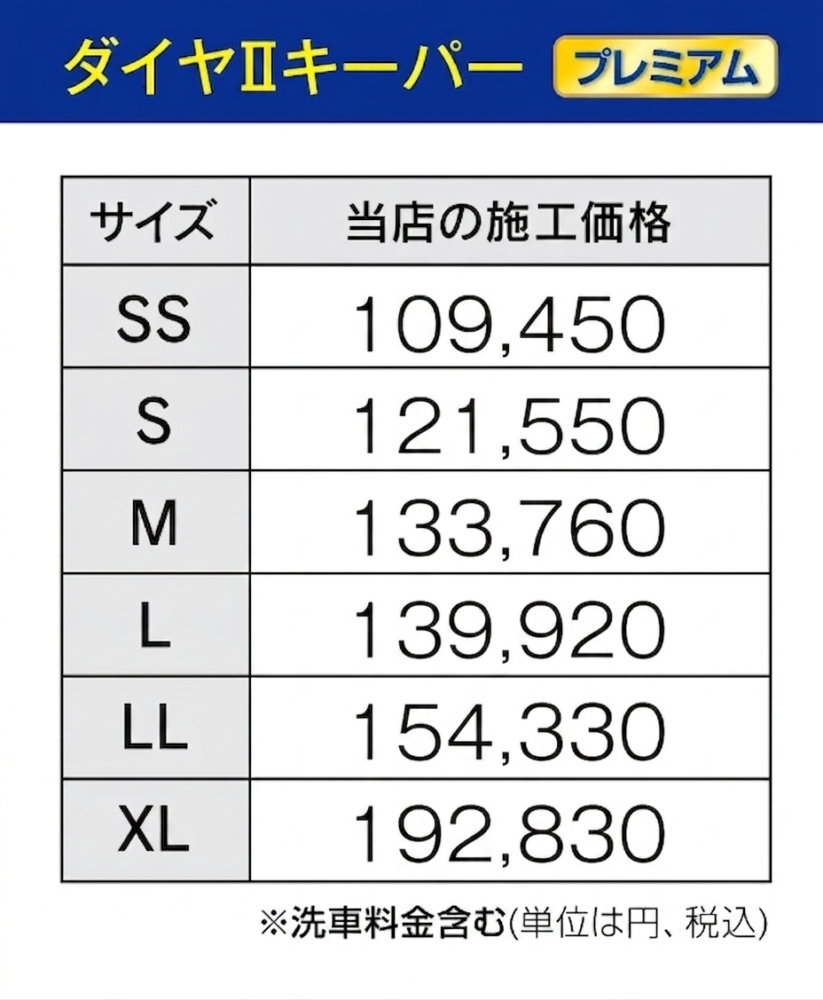 ダイヤⅡキーパー プレミアム
サイズ 当店の施工価格
SS 109,450
S 121,550
M 133,760
L 139,920
LL 154,330
XL 192,830
※洗車料金含む(単位は円、税込)